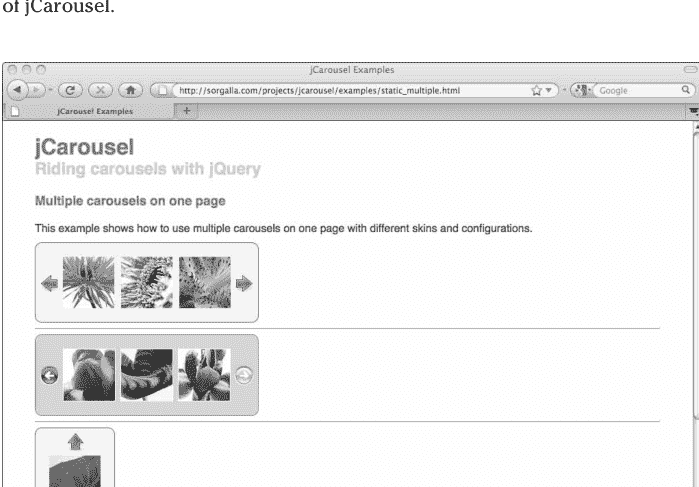 of jCarousel.
jCarousel Examples
http://sorgalla.com/projects/jcarousel/examples/static_multiple.html
Google
jCarousel Examples
+
jCarousel
Riding carousels with jQuery
Multiple carousels on one page
This example shows how to use multiple carousels on one page with different skins and configurations.